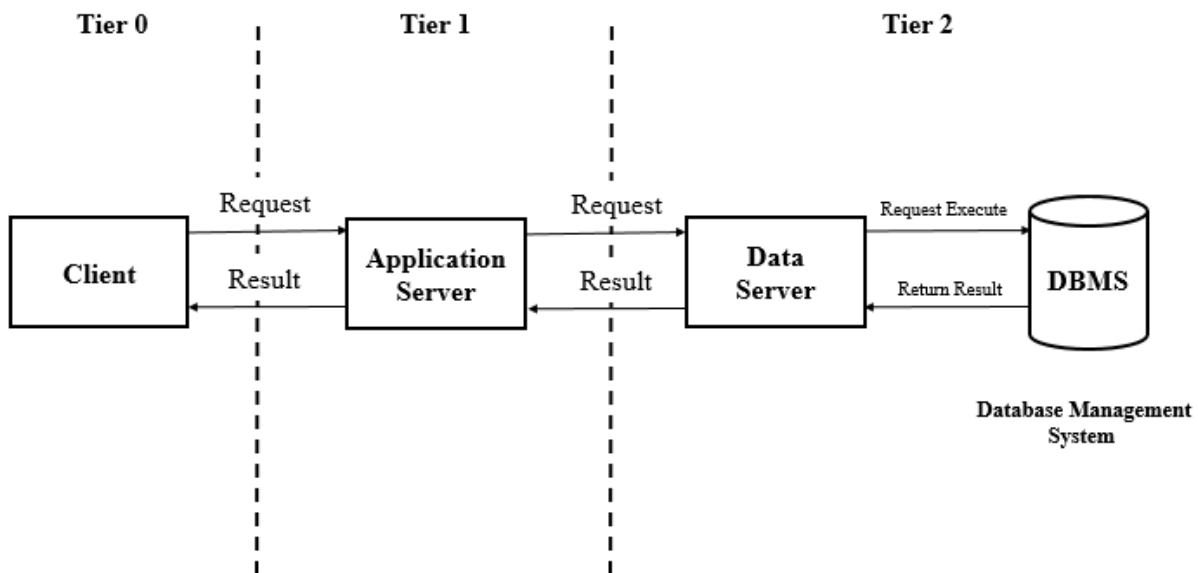 Tier 0
Tier 1
Tier 2
Request
Request
Request Execute
Client
Application
Server
Data
Server
DBMS
Result
Result
Return Result
Database Management
System